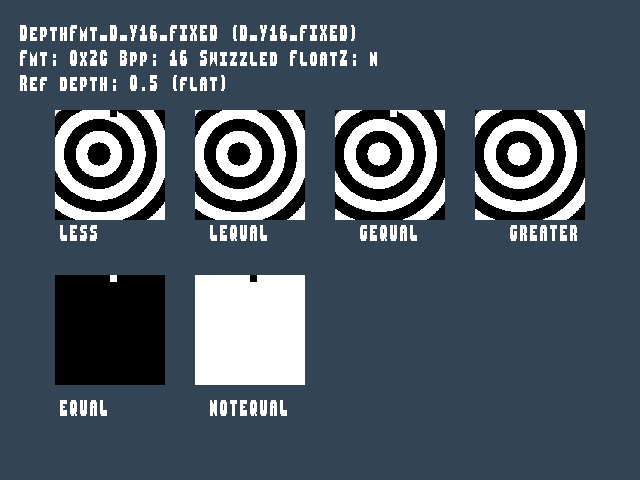 DepthFmt_D_Y16_FIXED (D_Y16_FIXED)
Fmt: 0x2C Bpp: 16 Swizzled FloatZ: N
Ref depth: 0.5 (flat)
LESS LEQUAL GEQUAL GREATER
EQUAL NOTEQUAL